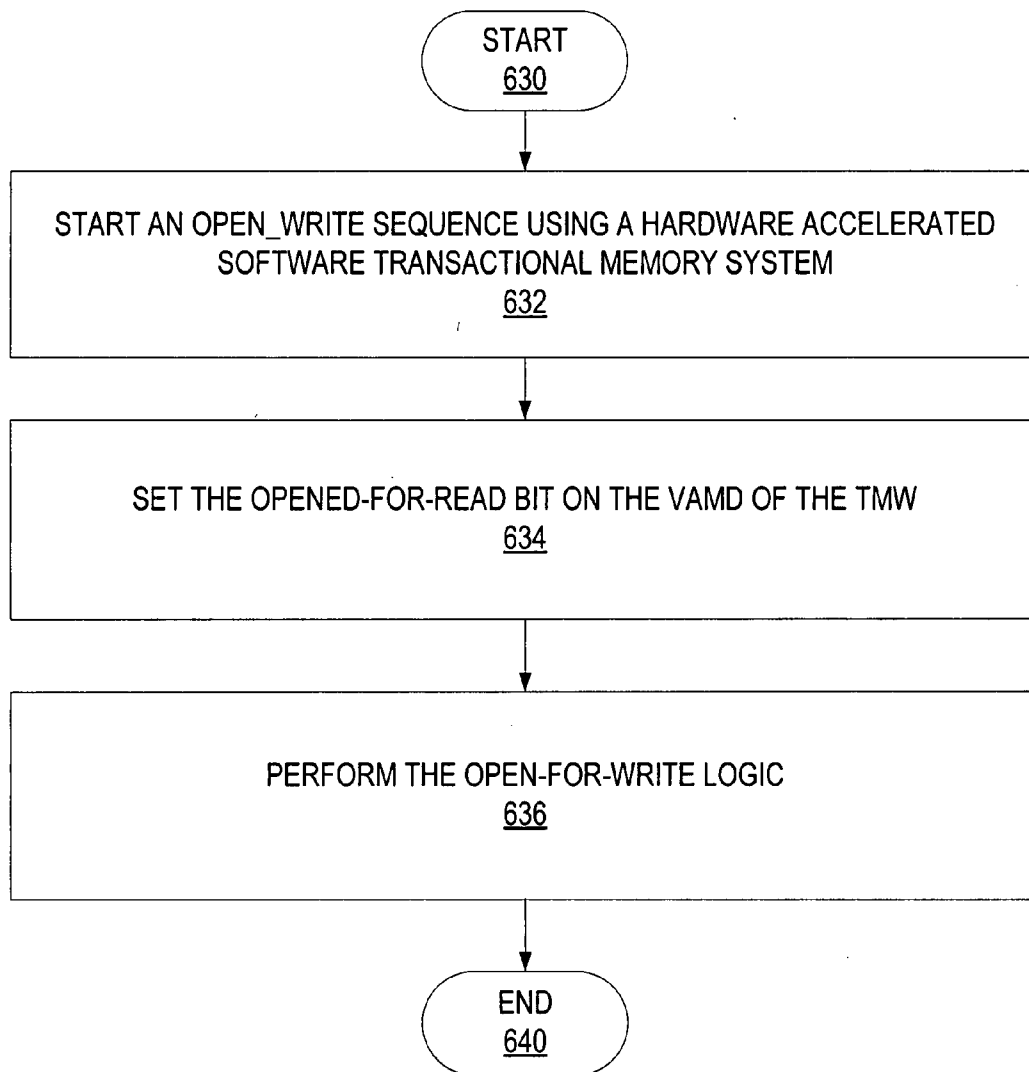 START
630
START AN OPEN_WRITE SEQUENCE USING A HARDWARE ACCELERATED
SOFTWARE TRANSACTIONAL MEMORY SYSTEM
632
SET THE OPENED-FOR-READ BIT ON THE VAMD OF THE TMW
634
PERFORM THE OPEN-FOR-WRITE LOGIC
636
END
640